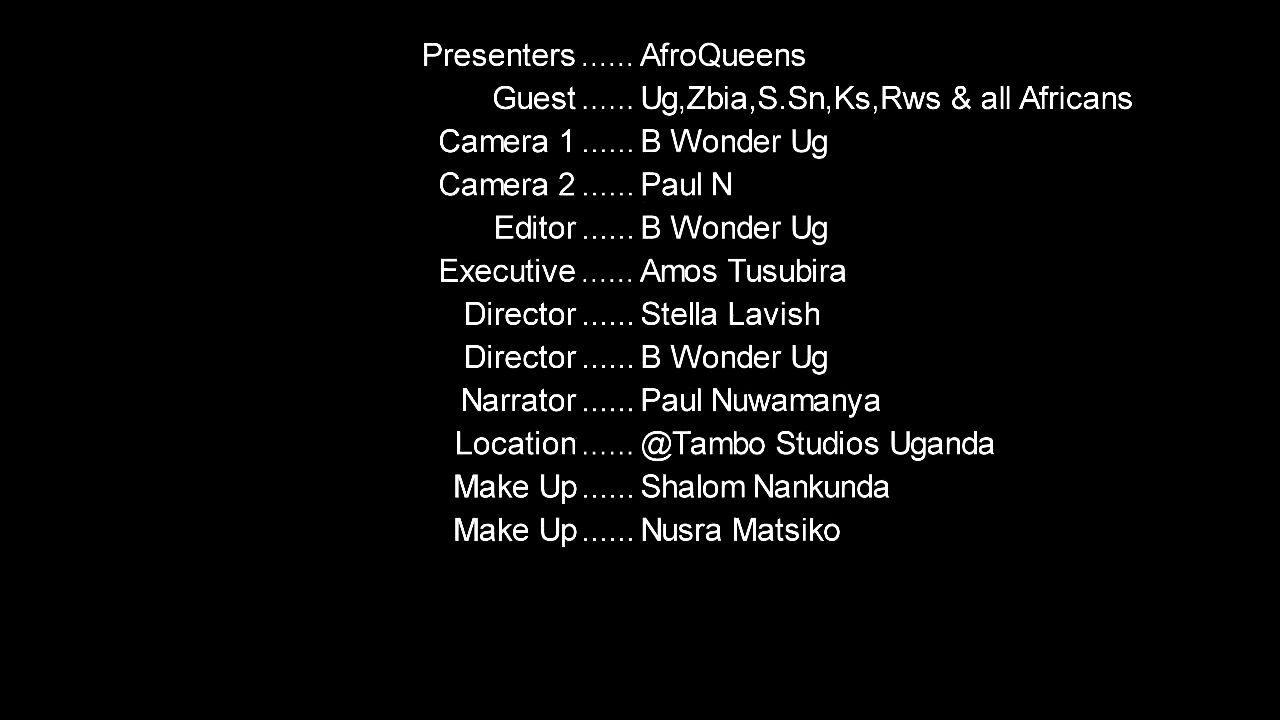 Presenters ...... AfroQueens
Guest ...... Ug,Zbia,S.Sn,Ks,Rws & all Africans
Camera 1 ...... B Wonder Ug
Camera 2 ...... Paul N
Editor ...... B Wonder Ug
Executive ...... Amos Tusubira
Director ...... Stella Lavish
Director ...... B Wonder Ug
Narrator ...... Paul Nuwamanya
Location ...... @Tambo Studios Uganda
Make Up ...... Shalom Nankunda
Make Up ...... Nusra Matsiko